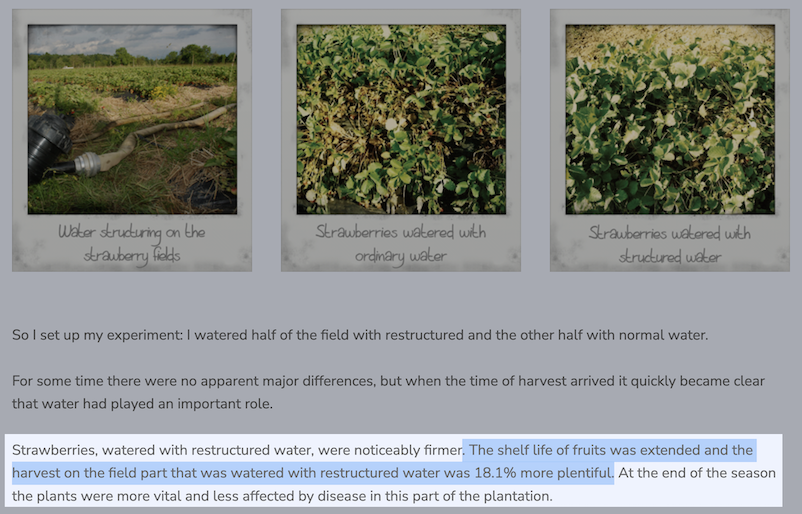 Water structuring on the
strawberry fields
Strawberries watered with
ordinary water
Strawberries watered with
structured water
So I set up my experiment: I watered half of the field with restructured and the other half with normal water.
For some time there were no apparent major differences, but when the time of harvest arrived it quickly became clear
that water had played an important role.
Strawberries, watered with restructured water, were noticeably firmer. The shelf life of fruits was extended and the
harvest on the field part that was watered with restructured water was 18.1% more plentiful. At the end of the season
the plants were more vital and less affected by disease in this part of the plantation.